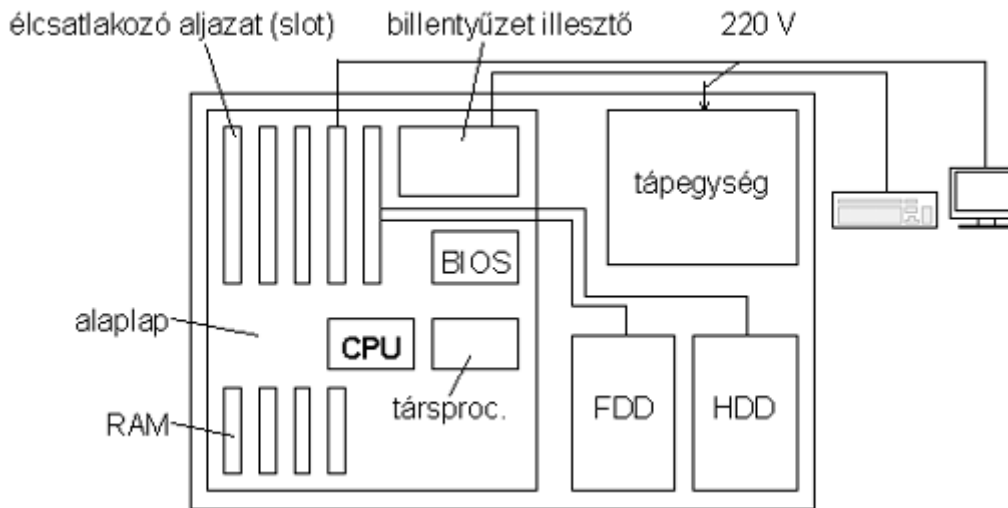 élcsatlakozó aljazat (slot)
billentyűzet illesztő
220 V
tápegység
BIOS
alaplap
CPU
társproc.
RAM
FDD
HDD